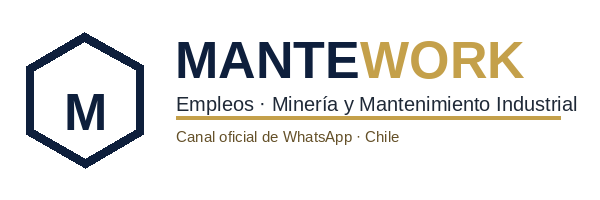 M
MANTEWORK
Empleos · Minería y Mantenimiento Industrial
Canal oficial de WhatsApp · Chile